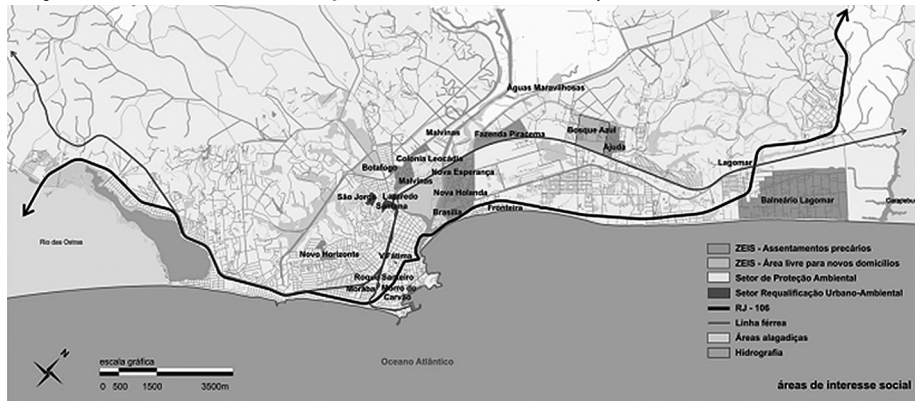 Águas Maravilhosas
Malvinas
Fazenda Piracema
Bosque Azul
Ajuda
Colonia Leocádia
Botafogo
Lagomar
Nova Esperança
Malvinas
São Jorge
Nova Holanda
Santana
Balneário Lagomar
Brasília
Fronteira
Rio das Ostras
Novo Horizonte
V.Fátima
Roque Santeiro
Morro do
Carvão
ZEIS - Assentamentos precários
ZEIS - Área livre para novos domicílios
Setor de Proteção Ambiental
Setor Requalificação Urbano-Ambiental
RJ - 106
Linha férrea
Áreas alagadiças
Hidrografia
N
escala gráfica
0 500 1500 3500m
Oceano Atlântico
áreas de interesse social